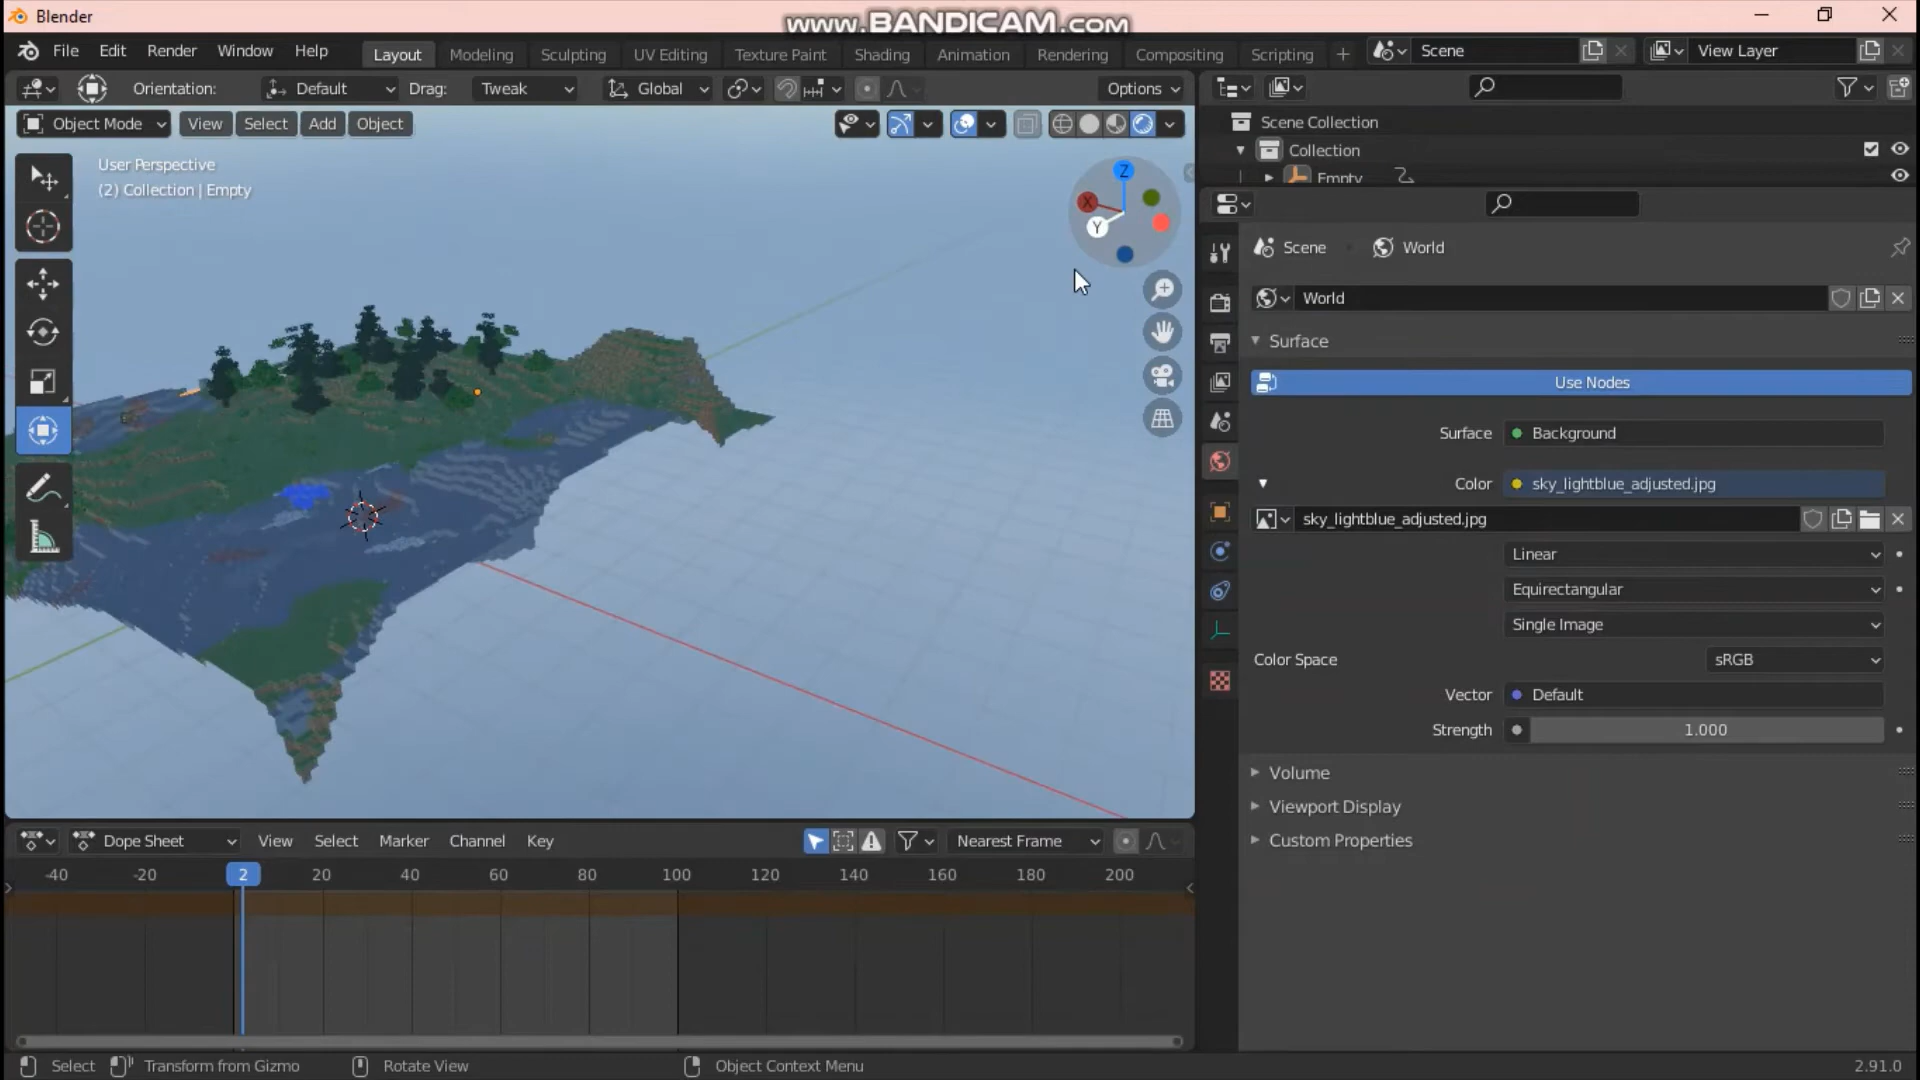 Blender
www.BANDICAM.com
File Edit Render Window Help Layout Modeling Sculpting UV Editing Texture Paint Shading Animation Rendering Compositing Scripting + Scene View Layer
Orientation: Default Drag: Tweak Global Options
Object Mode View Select Add Object
Scene Collection
Collection
Empty
User Perspective
(2) Collection | Empty
Z
X
Y
Scene World
World
Surface
Use Nodes
Surface Background
Color sky_lightblue_adjusted.jpg
sky_lightblue_adjusted.jpg
Linear
Equirectangular
Single Image
Color Space sRGB
Vector Default
Strength 1.000
Volume
Viewport Display
Custom Properties
Dope Sheet View Select Marker Channel Key Nearest Frame
-40 -20 2 20 40 60 80 100 120 140 160 180 200
Select Transform from Gizmo Rotate View Object Context Menu 2.91.0